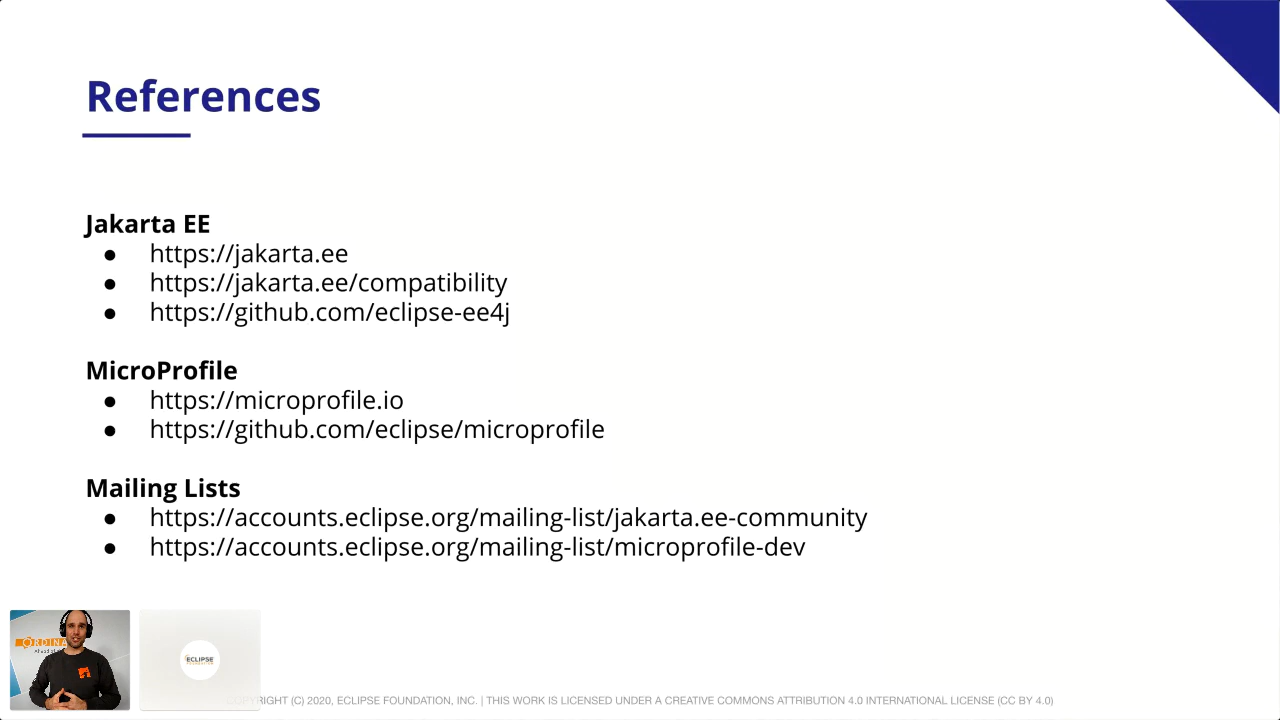 References
Jakarta EE
● https://jakarta.ee
● https://jakarta.ee/compatibility
● https://github.com/eclipse-ee4j
MicroProfile
● https://microprofile.io
● https://github.com/eclipse/microprofile
Mailing Lists
● https://accounts.eclipse.org/mailing-list/jakarta.ee-community
● https://accounts.eclipse.org/mailing-list/microprofile-dev
ORDINA
ECLIPSE
FOUNDATION
COPYRIGHT (C) 2020, ECLIPSE FOUNDATION, INC. | THIS WORK IS LICENSED UNDER A CREATIVE COMMONS ATTRIBUTION 4.0 INTERNATIONAL LICENSE (CC BY 4.0)